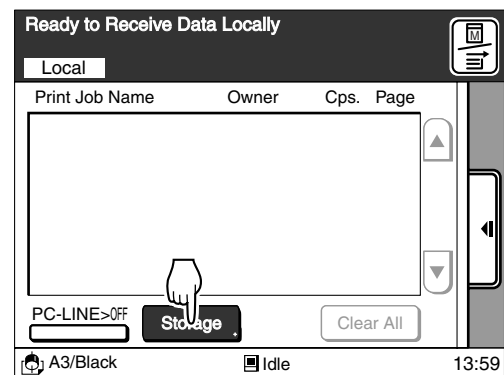 Ready to Receive Data Locally
M
Local
Print Job Name Owner Cps. Page
PC-LINE>OFF Storage Clear All
A3/Black Idle 13:59